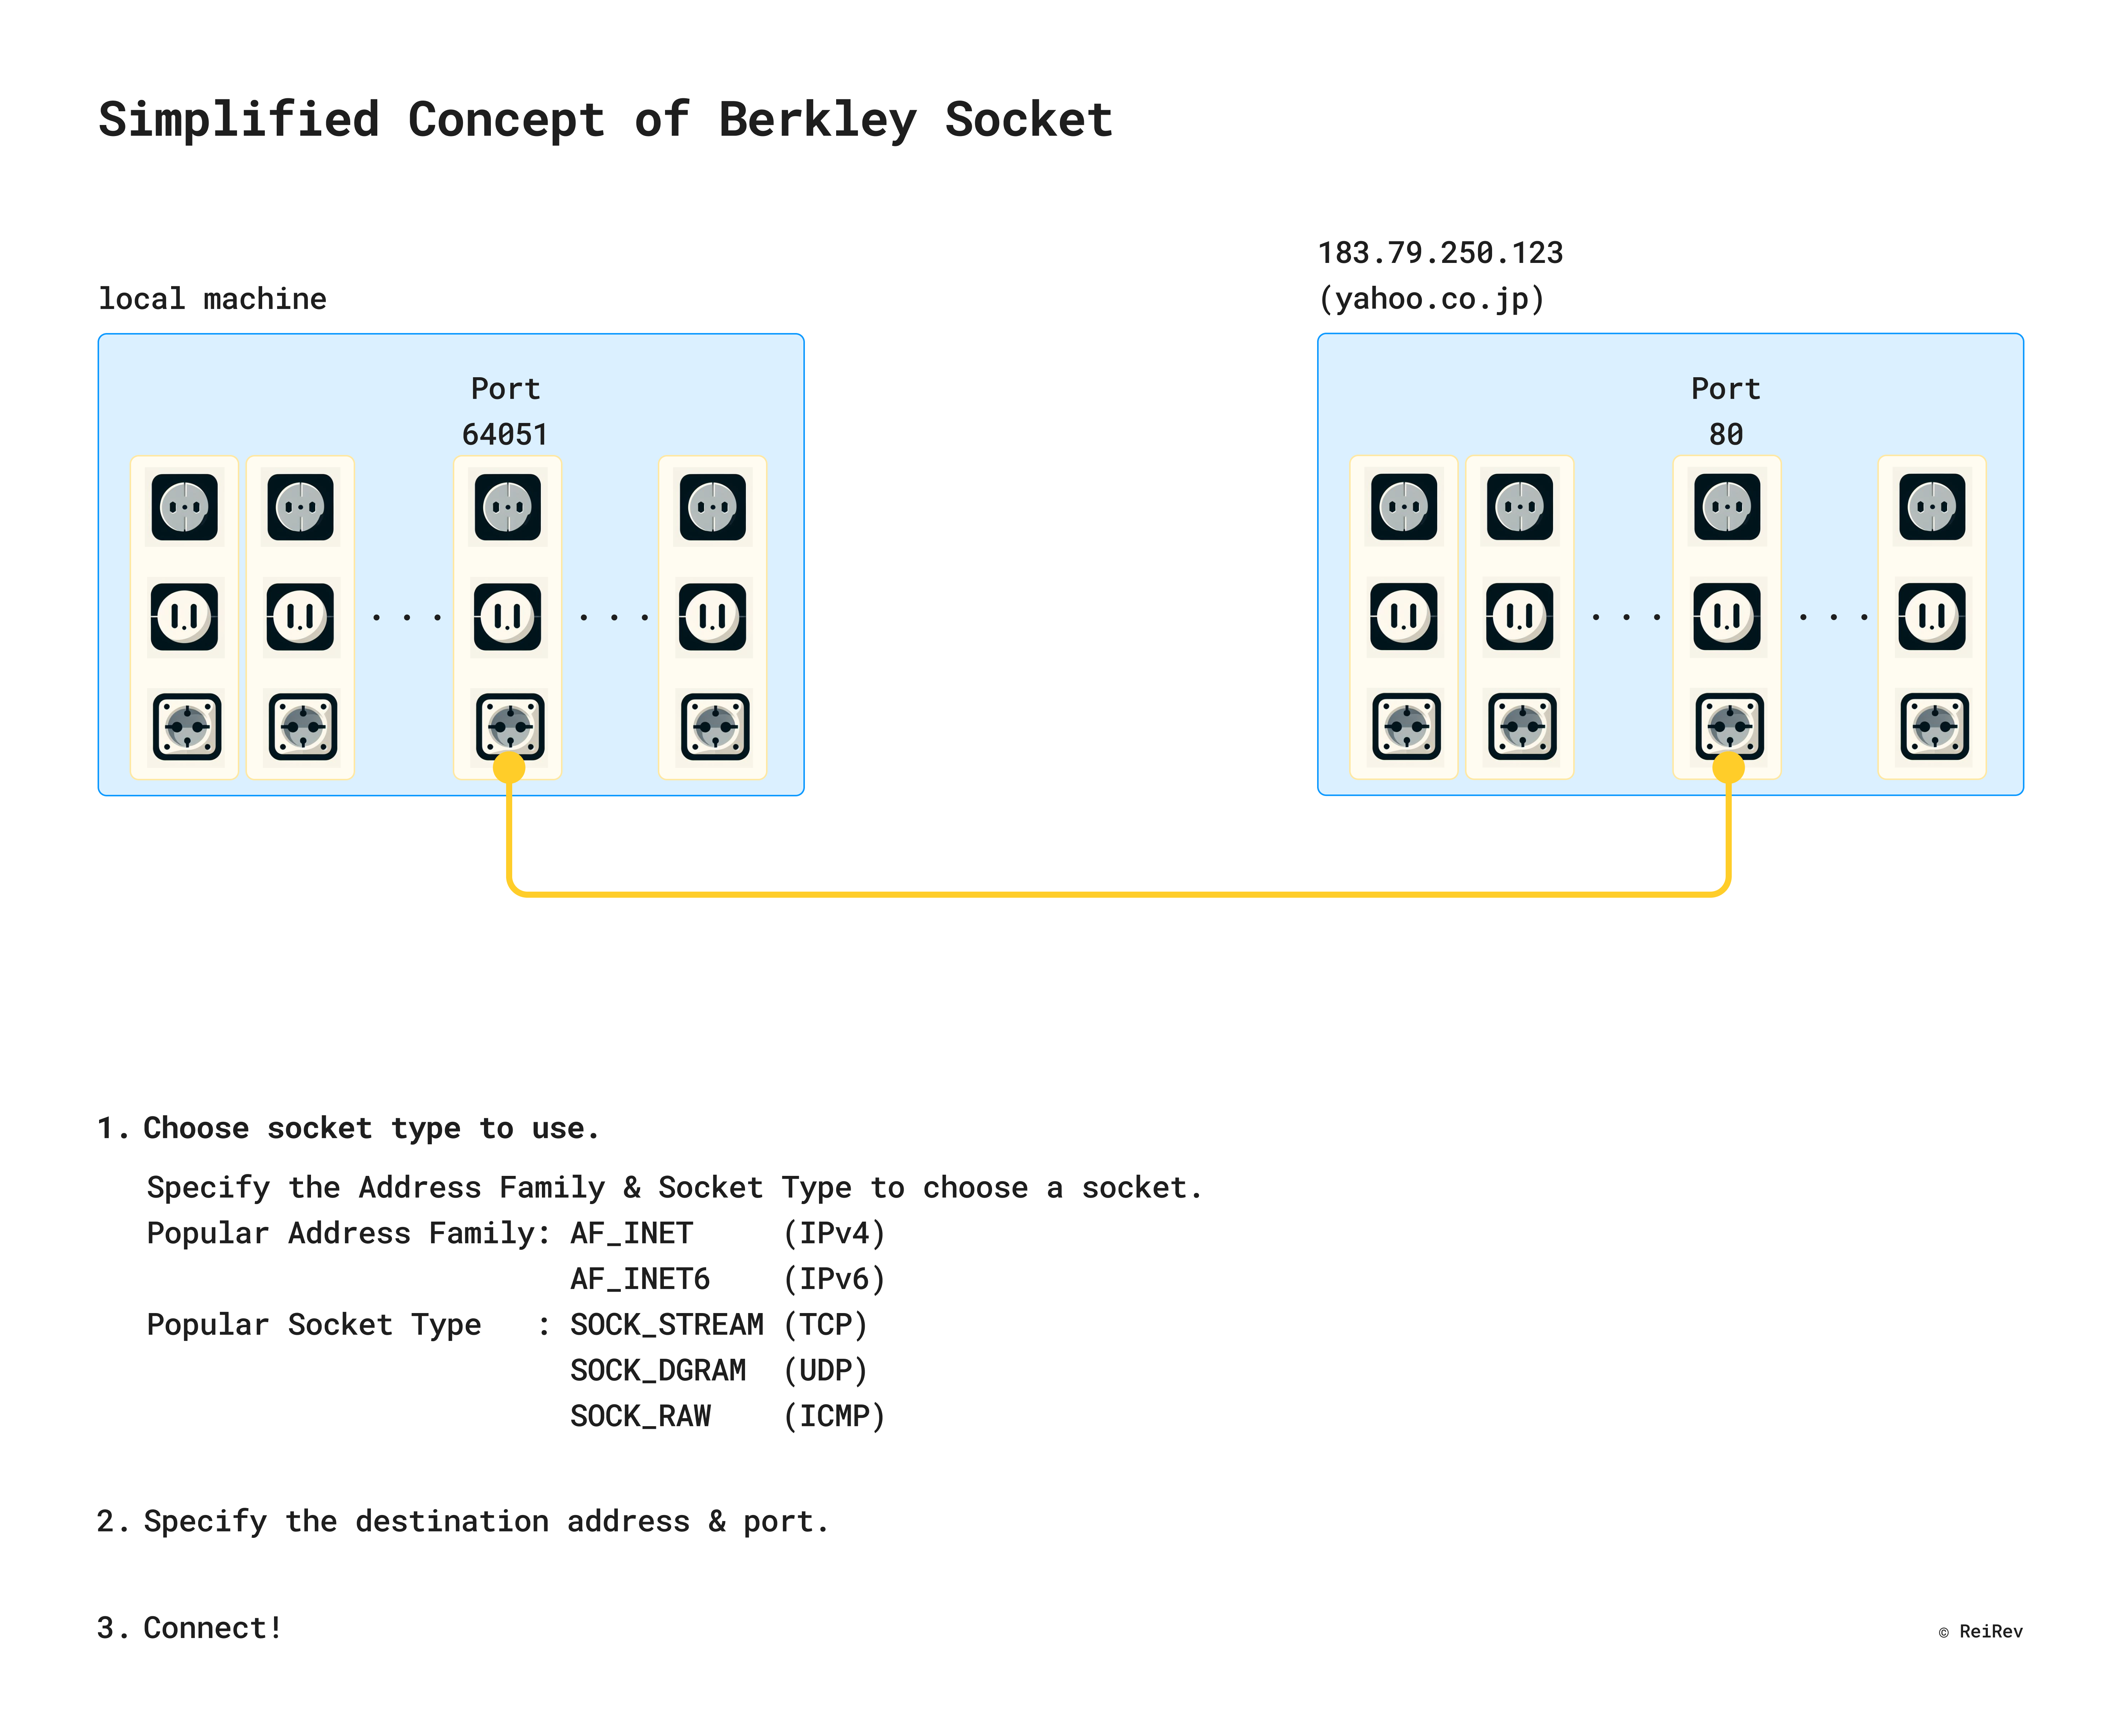 Simplified Concept of Berkley Socket
local machine
183.79.250.123
(yahoo.co.jp)
Port
64051
. . .
. . .
Port
80
. . .
. . .
1. Choose socket type to use.
Specify the Address Family & Socket Type to choose a socket.
Popular Address Family: AF_INET (IPv4)
AF_INET6 (IPv6)
Popular Socket Type : SOCK_STREAM (TCP)
SOCK_DGRAM (UDP)
SOCK_RAW (ICMP)
2. Specify the destination address & port.
3. Connect!
© ReiRev